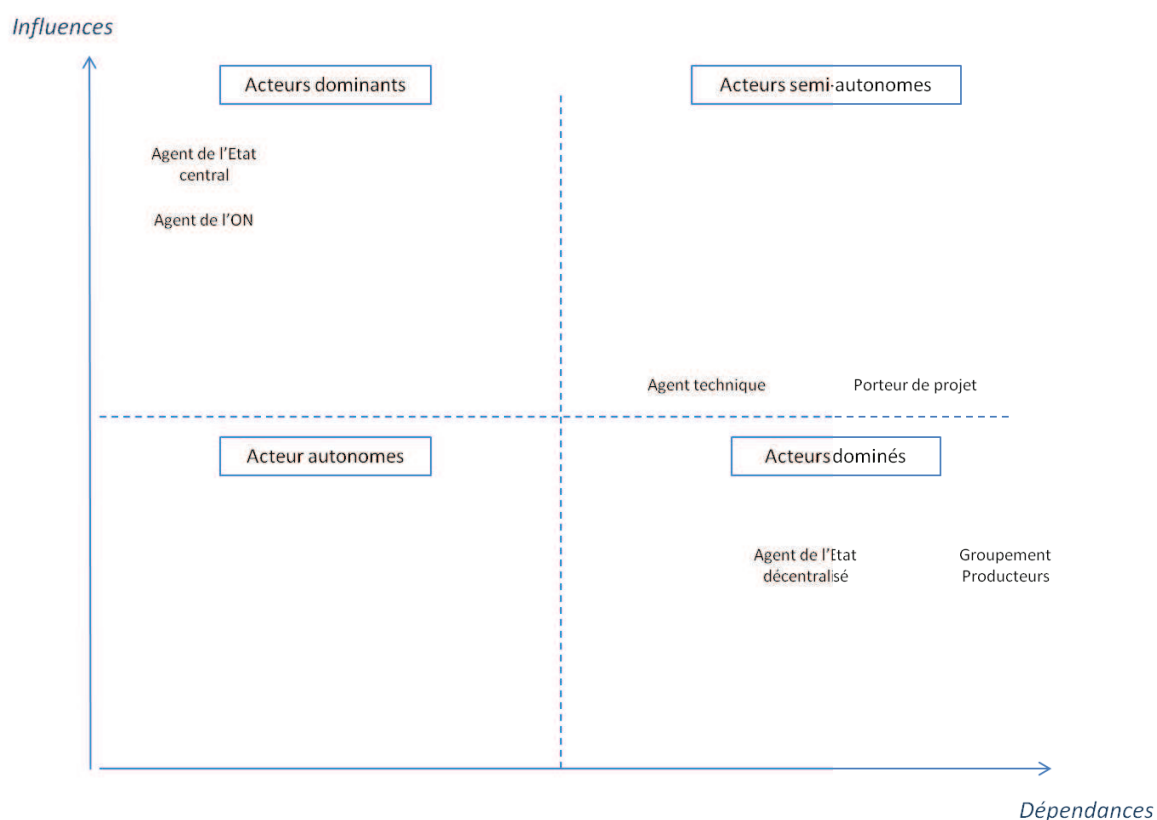 Influences
Acteurs dominants
Acteurs semi-autonomes
Agent de l'Etat
central
Agent de l'ON
Agent technique
Porteur de projet
Acteur autonomes
Acteurs dominés
Agent de l'Etat
décentralisé
Groupement
Producteurs
Dépendances